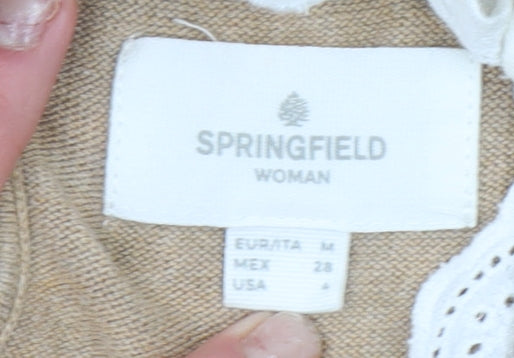 SPRINGFIELD
WOMAN
EUR/ITA M
MEX 28
USA 4